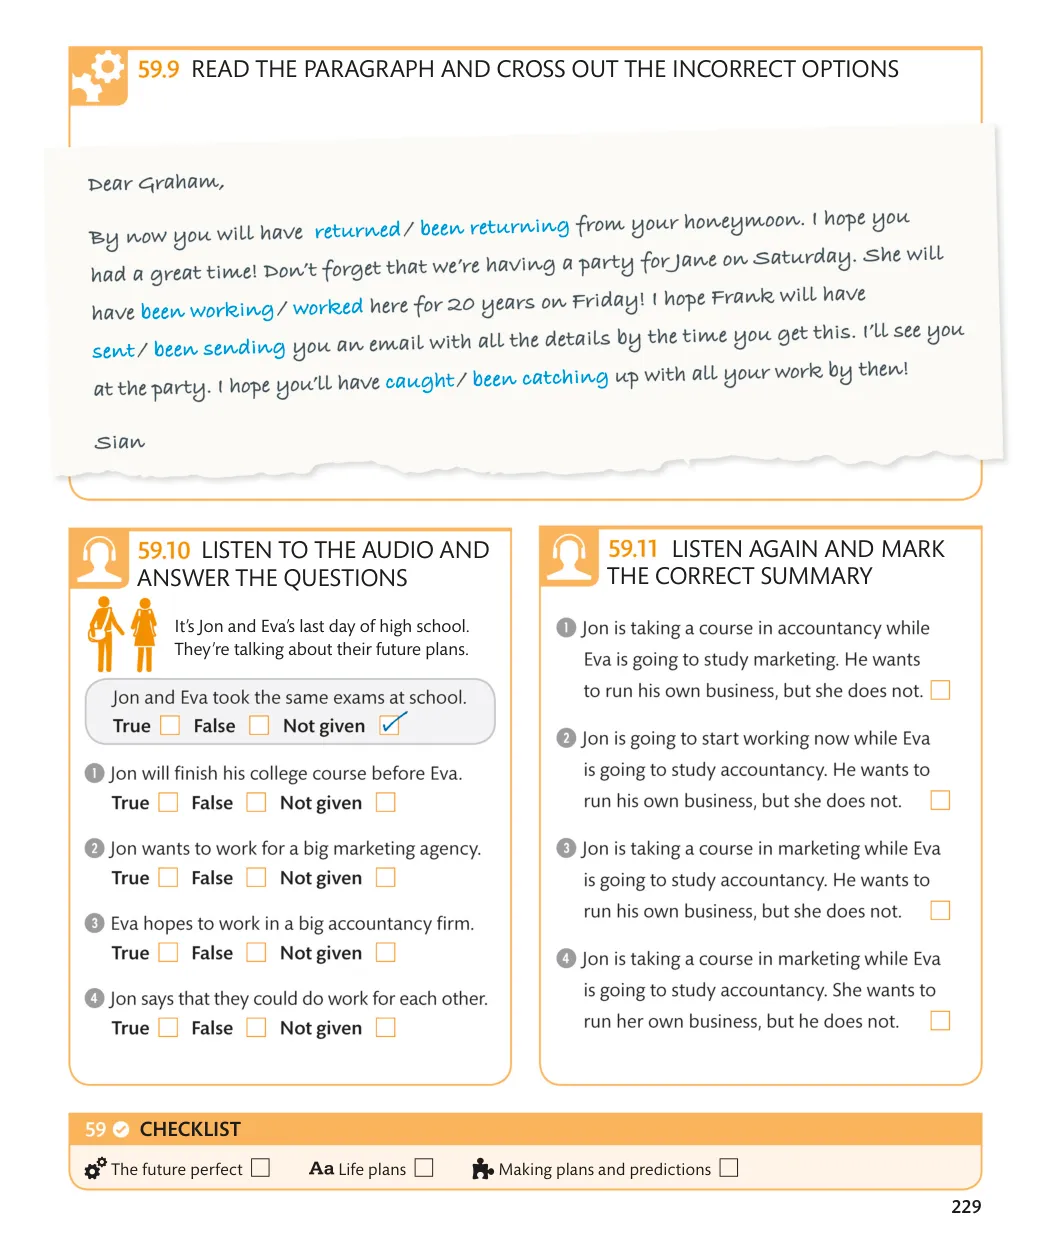 59.9 READ THE PARAGRAPH AND CROSS OUT THE INCORRECT OPTIONS
Dear Graham,
By now you will have returned / been returning from your honeymoon. I hope you
had a great time! Don't forget that we're having a party for Jane on Saturday. She will
have been working / worked here for 20 years on Friday! I hope Frank will have
sent / been sending you an email with all the details by the time you get this. I'll see you
at the party. I hope you'll have caught / been catching up with all your work by then!
Sian
59.10 LISTEN TO THE AUDIO AND
ANSWER THE QUESTIONS
It's Jon and Eva's last day of high school.
They're talking about their future plans.
Jon and Eva took the same exams at school.
True False Not given
1 Jon will finish his college course before Eva.
True False Not given
2 Jon wants to work for a big marketing agency.
True False Not given
3 Eva hopes to work in a big accountancy firm.
True False Not given
4 Jon says that they could do work for each other.
True False Not given
59.11 LISTEN AGAIN AND MARK
THE CORRECT SUMMARY
1 Jon is taking a course in accountancy while
Eva is going to study marketing. He wants
to run his own business, but she does not.
2 Jon is going to start working now while Eva
is going to study accountancy. He wants to
run his own business, but she does not.
3 Jon is taking a course in marketing while Eva
is going to study accountancy. He wants to
run his own business, but she does not.
4 Jon is taking a course in marketing while Eva
is going to study accountancy. She wants to
run her own business, but he does not.
59 CHECKLIST
The future perfect Aa Life plans Making plans and predictions
229